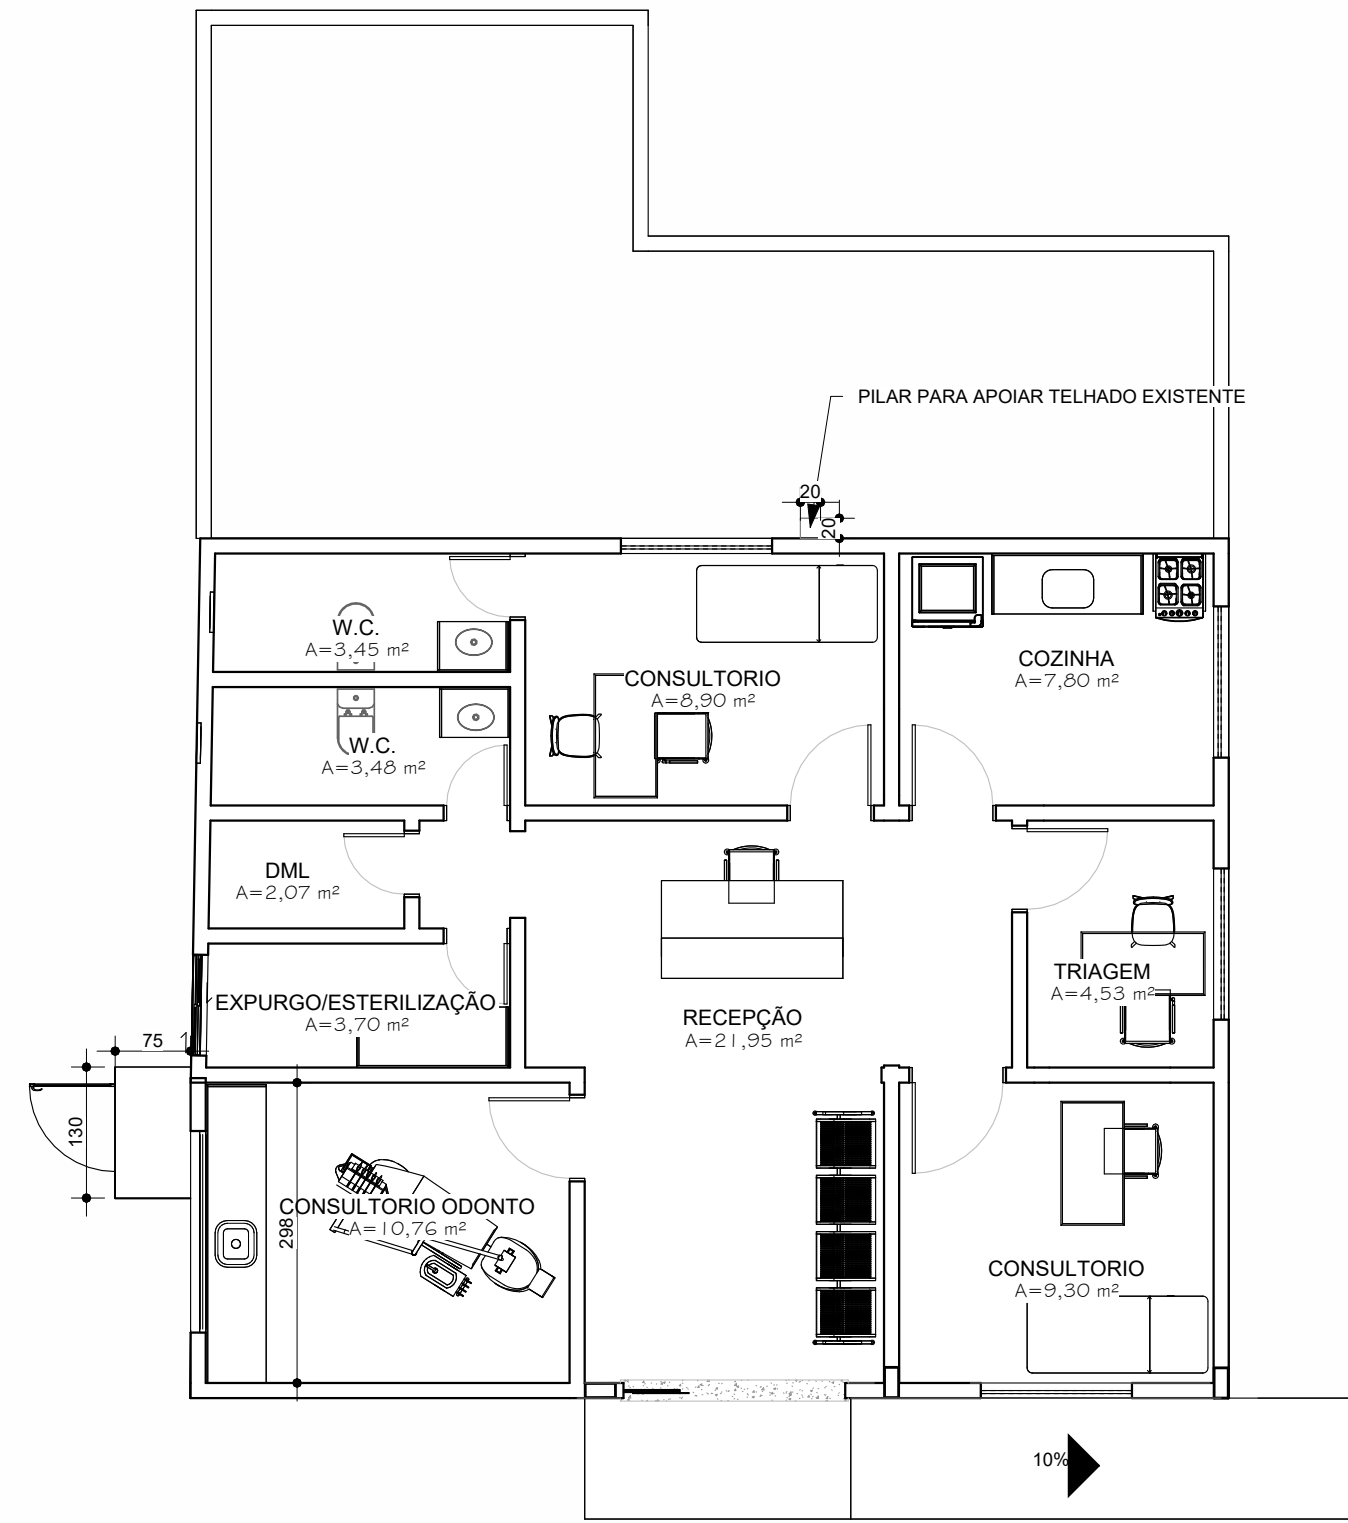 PILAR PARA APOIAR TELHADO EXISTENTE
20
20
W.C.
A=3,45 m²
CONSULTORIO
A=8,90 m²
COZINHA
A=7,80 m²
W.C.
A=3,48 m²
DML
A=2,07 m²
TRIAGEM
A=4,53 m²
EXPURGO/ESTERILIZAÇÃO
A=3,70 m²
RECEPÇÃO
A=21,95 m²
75
130
CONSULTORIO ODONTO
A=10,76 m²
298
CONSULTORIO
A=9,30 m²
10%